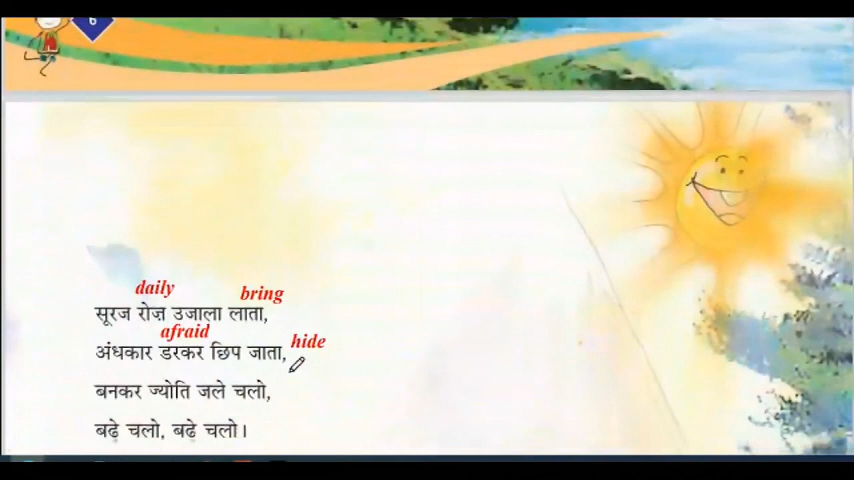 6
daily bring
सूरज रोज़ उजाला लाता,
afraid
अंधकार डरकर छिप जाता,
hide
बनकर ज्योति जले चलो,
बढ़े चलो, बढ़े चलो।